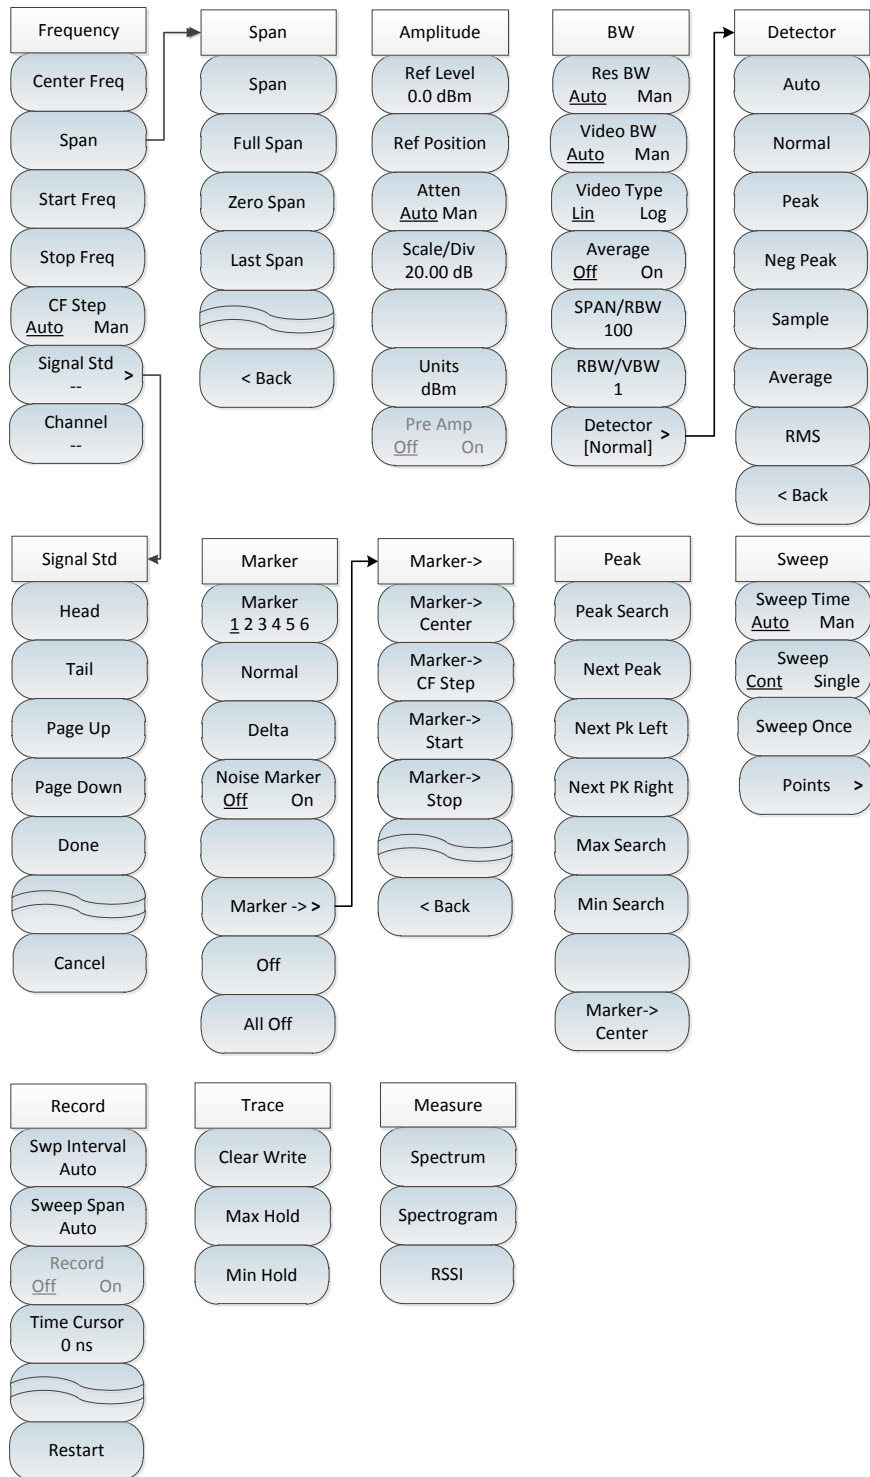 Frequency
Center Freq
Span
Start Freq
Stop Freq
CF Step
Auto Man
Signal Std >
--
Channel
--
Span
Span
Full Span
Zero Span
Last Span
< Back
Amplitude
Ref Level
0.0 dBm
Ref Position
Atten
Auto Man
Scale/Div
20.00 dB
Units
dBm
Pre Amp
Off On
BW
Res BW
Auto Man
Video BW
Auto Man
Video Type
Lin Log
Average
Off On
SPAN/RBW
100
RBW/VBW
1
Detector >
[Normal]
Detector
Auto
Normal
Peak
Neg Peak
Sample
Average
RMS
< Back
Signal Std
Head
Tail
Page Up
Page Down
Done
Cancel
Marker
Marker
1 2 3 4 5 6
Normal
Delta
Noise Marker
Off On
Marker -> >
Off
All Off
Marker->
Marker->
Center
Marker->
CF Step
Marker->
Start
Marker->
Stop
< Back
Peak
Peak Search
Next Peak
Next Pk Left
Next PK Right
Max Search
Min Search
Marker->
Center
Sweep
Sweep Time
Auto Man
Sweep
Cont Single
Sweep Once
Points >
Record
Swp Interval
Auto
Sweep Span
Auto
Record
Off On
Time Cursor
0 ns
Restart
Trace
Clear Write
Max Hold
Min Hold
Measure
Spectrum
Spectrogram
RSSI